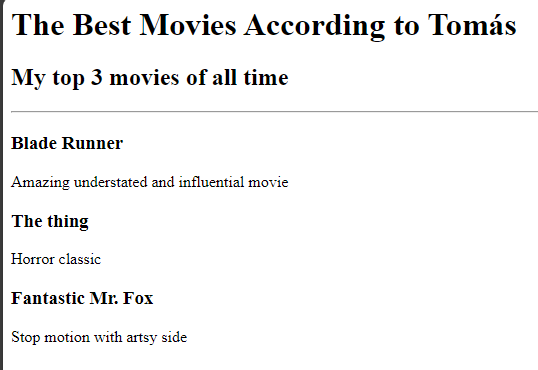 The Best Movies According to Tomás
My top 3 movies of all time
Blade Runner
Amazing understated and influential movie
The thing
Horror classic
Fantastic Mr. Fox
Stop motion with artsy side